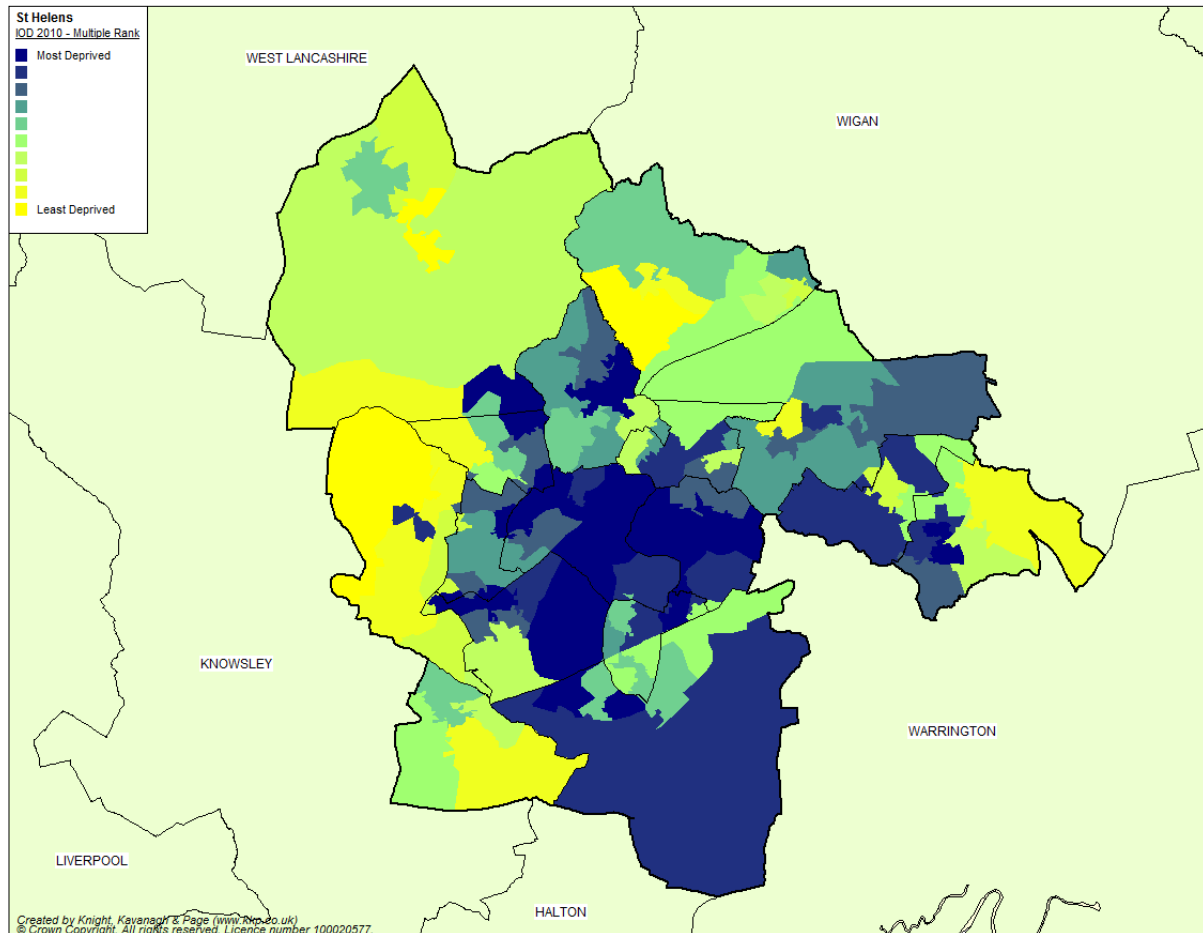 St Helens
IOD 2010 - Multiple Rank
Most Deprived
Least Deprived
WEST LANCASHIRE
WIGAN
KNOWSLEY
WARRINGTON
LIVERPOOL
HALTON
Created by Knight, Kavanagh & Page (www.kkp.co.uk)
© Crown Copyright. All rights reserved. Licence number 100020577.